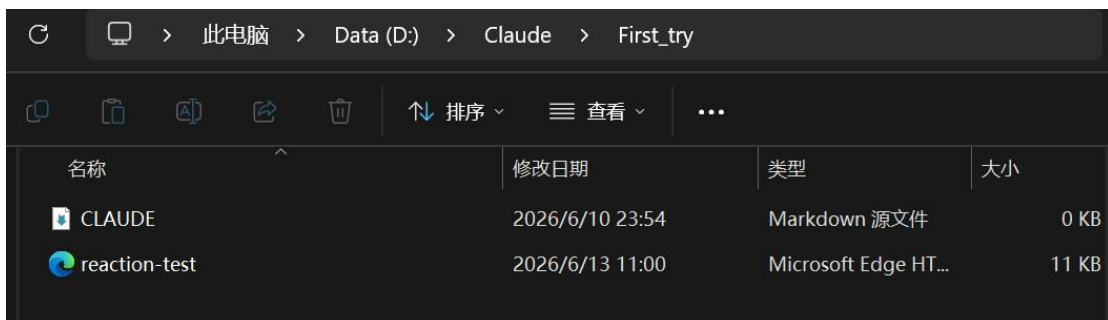 此电脑 > Data (D:) > Claude > First_try
排序 查看 •••
名称 修改日期 类型 大小
CLAUDE 2026/6/10 23:54 Markdown 源文件 0 KB
reaction-test 2026/6/13 11:00 Microsoft Edge HT... 11 KB